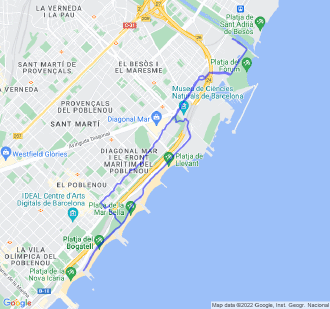 LA VERNEDA
I LA PAU
C-31
Platja de
Sant Adrià
de Besòs
SANT MARTÍ DE
PROVENÇALS
EL BESÒS I
EL MARESME
Platja del
Fòrum
LA VERNEDA
PROVENÇALS
DEL POBLENOU
Museu de Ciències
Naturals de Barcelona
SANT MARTÍ
Diagonal Mar
Avinguda Diagonal
Westfield Glòries
DIAGONAL MAR
I EL FRONT
MARÍTIM DEL
POBLENOU
Platja de
Llevant
EL POBLENOU
IDEAL Centre d'Arts
Digitals de Barcelona
Platja de la
Mar Bella
LA VILA
OLÍMPICA DEL
POBLENOU
Platja del
Bogatell
Platja de la
Nova Icària
B-10
Google
Map data ©2022 Google, Inst. Geogr. Nacional